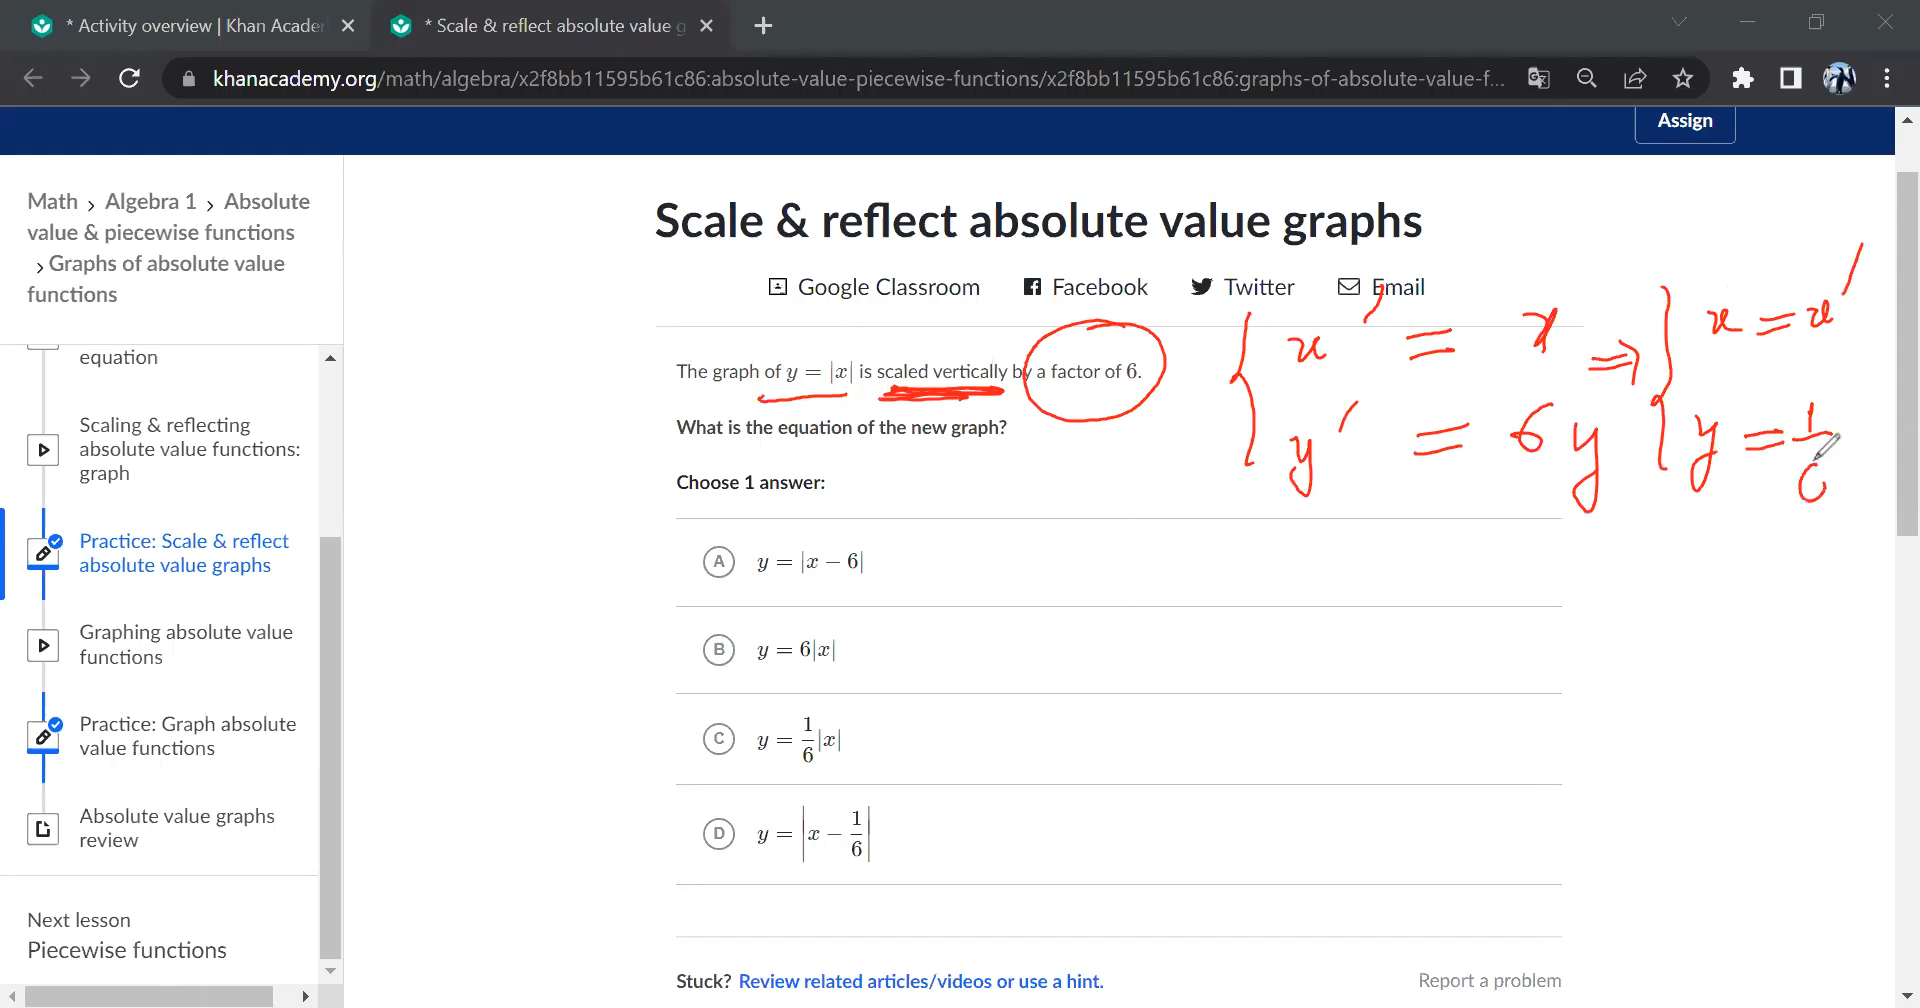 * Activity overview | Khan Acade
* Scale & reflect absolute value g
khanacademy.org/math/algebra/x2f8bb11595b61c86:absolute-value-piecewise-functions/x2f8bb11595b61c86:graphs-of-absolute-value-f...
Assign
Math > Algebra 1 > Absolute
value & piecewise functions
> Graphs of absolute value
functions
equation
Scaling & reflecting
absolute value functions:
graph
Practice: Scale & reflect
absolute value graphs
Graphing absolute value
functions
Practice: Graph absolute
value functions
Absolute value graphs
review
Next lesson
Piecewise functions
Scale & reflect absolute value graphs
Google Classroom Facebook Twitter Email
The graph of y = |x| is scaled vertically by a factor of 6.
What is the equation of the new graph?
Choose 1 answer:
A y = |x − 6|
B y = 6|x|
C y = 1/6|x|
D y = |x − 1/6|
Stuck? Review related articles/videos or use a hint.
Report a problem
{ x' = x ⇒ { x = x'
y' = 6y y = 1/6